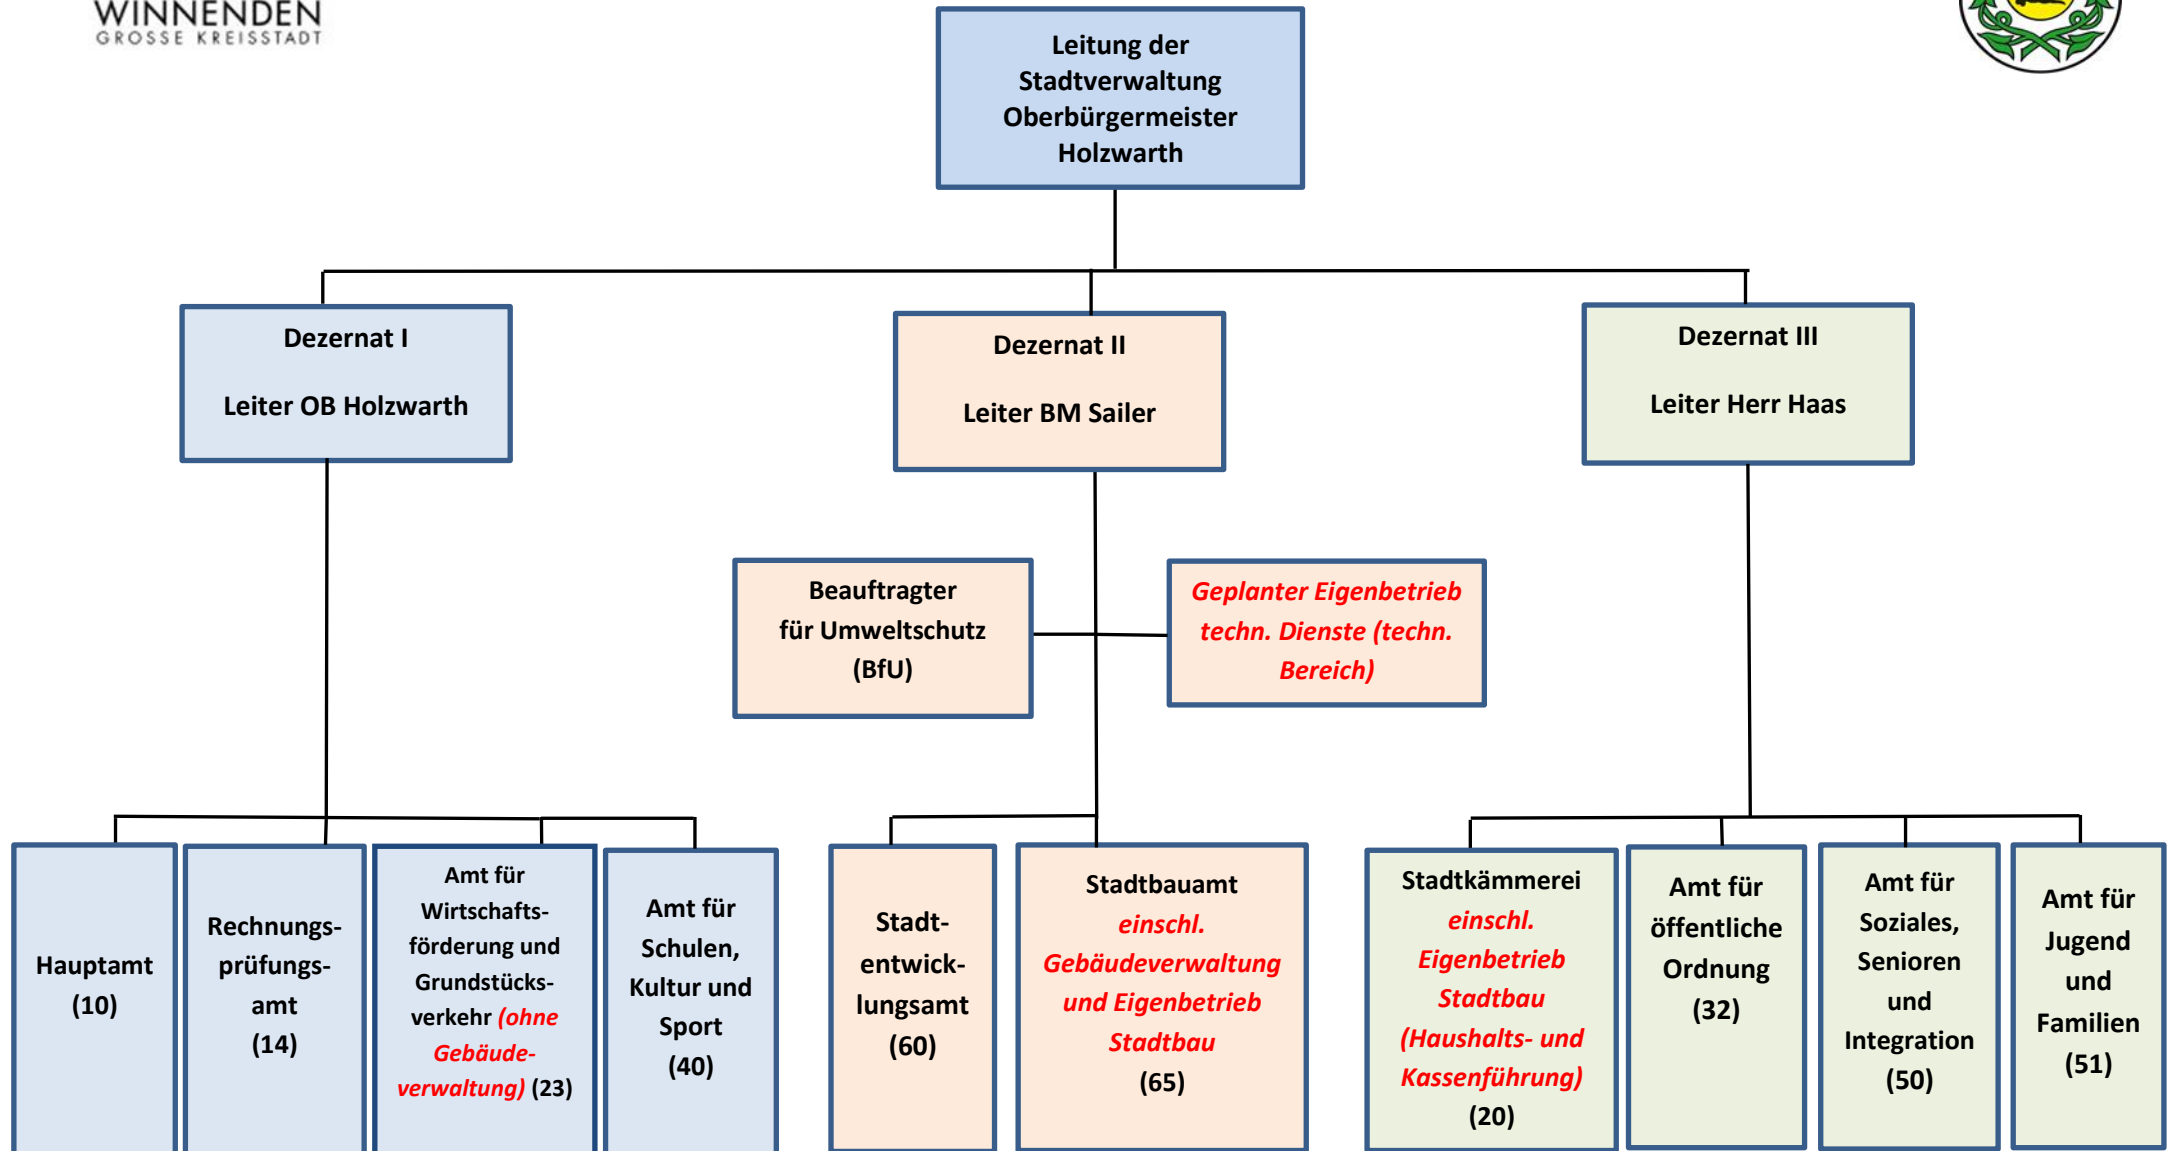 WINNENDEN
GROSSE KREISSTADT
Leitung der
Stadtverwaltung
Oberbürgermeister
Holzwarth
Dezernat I
Leiter OB Holzwarth
Dezernat II
Leiter BM Sailer
Dezernat III
Leiter Herr Haas
Beauftragter
für Umweltschutz
(BfU)
Geplanter Eigenbetrieb
techn. Dienste (techn.
Bereich)
Hauptamt
(10)
Rechnungs-
prüfungs-
amt
(14)
Amt für
Wirtschafts-
förderung und
Grundstücks-
verkehr (ohne
Gebäude-
verwaltung) (23)
Amt für
Schulen,
Kultur und
Sport
(40)
Stadt-
entwick-
lungsamt
(60)
Stadtbauamt
einschl.
Gebäudeverwaltung
und Eigenbetrieb
Stadtbau
(65)
Stadtkämmerei
einschl.
Eigenbetrieb
Stadtbau
(Haushalts- und
Kassenführung)
(20)
Amt für
öffentliche
Ordnung
(32)
Amt für
Soziales,
Senioren
und
Integration
(50)
Amt für
Jugend
und
Familien
(51)